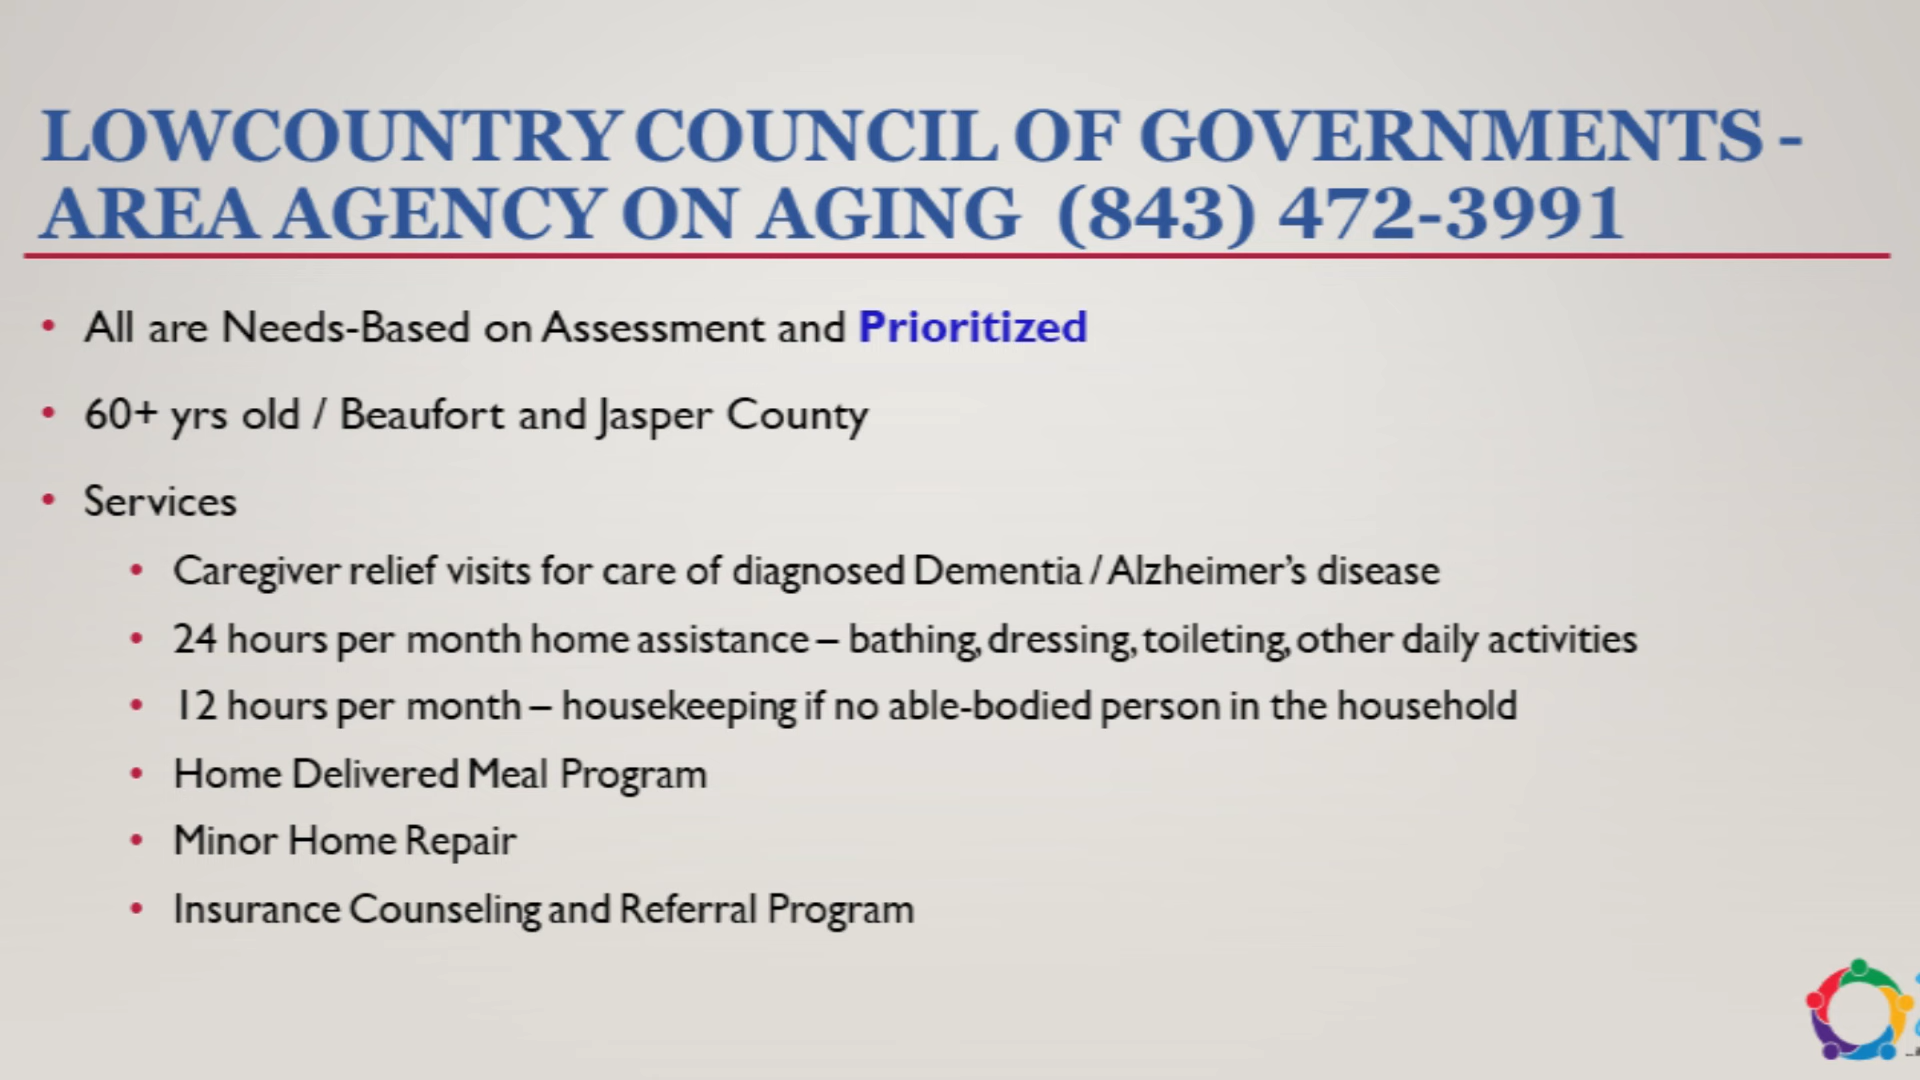 LOWCOUNTRY COUNCIL OF GOVERNMENTS -
AREA AGENCY ON AGING (843) 472-3991
• All are Needs-Based on Assessment and Prioritized
• 60+ yrs old / Beaufort and Jasper County
• Services
• Caregiver relief visits for care of diagnosed Dementia / Alzheimer’s disease
• 24 hours per month home assistance – bathing, dressing, toileting, other daily activities
• 12 hours per month – housekeeping if no able-bodied person in the household
• Home Delivered Meal Program
• Minor Home Repair
• Insurance Counseling and Referral Program